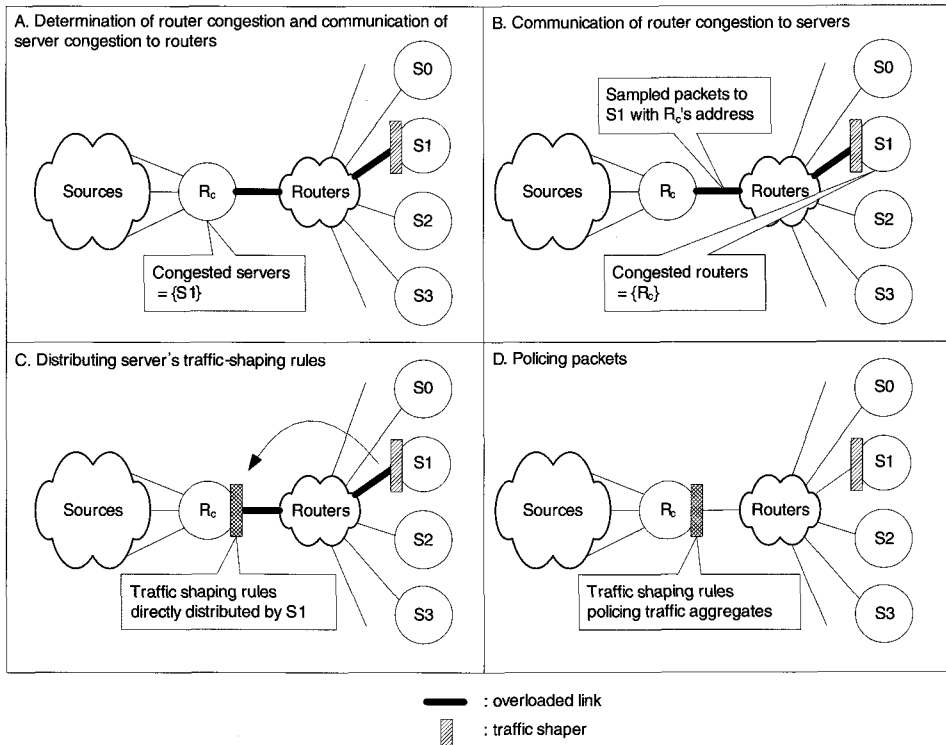 A. Determination of router congestion and communication of
server congestion to routers
S0
S1
Sources
Rc
Routers
S2
Congested servers
= {S1}
S3
B. Communication of router congestion to servers
S0
Sampled packets to
S1 with Rc's address
S1
Sources
Rc
Routers
S2
Congested routers
= {Rc}
S3
C. Distributing server's traffic-shaping rules
S0
S1
Sources
Rc
Routers
S2
Traffic shaping rules
directly distributed by S1
S3
D. Policing packets
S0
S1
Sources
Rc
Routers
S2
Traffic shaping rules
policing traffic aggregates
S3
: overloaded link
: traffic shaper